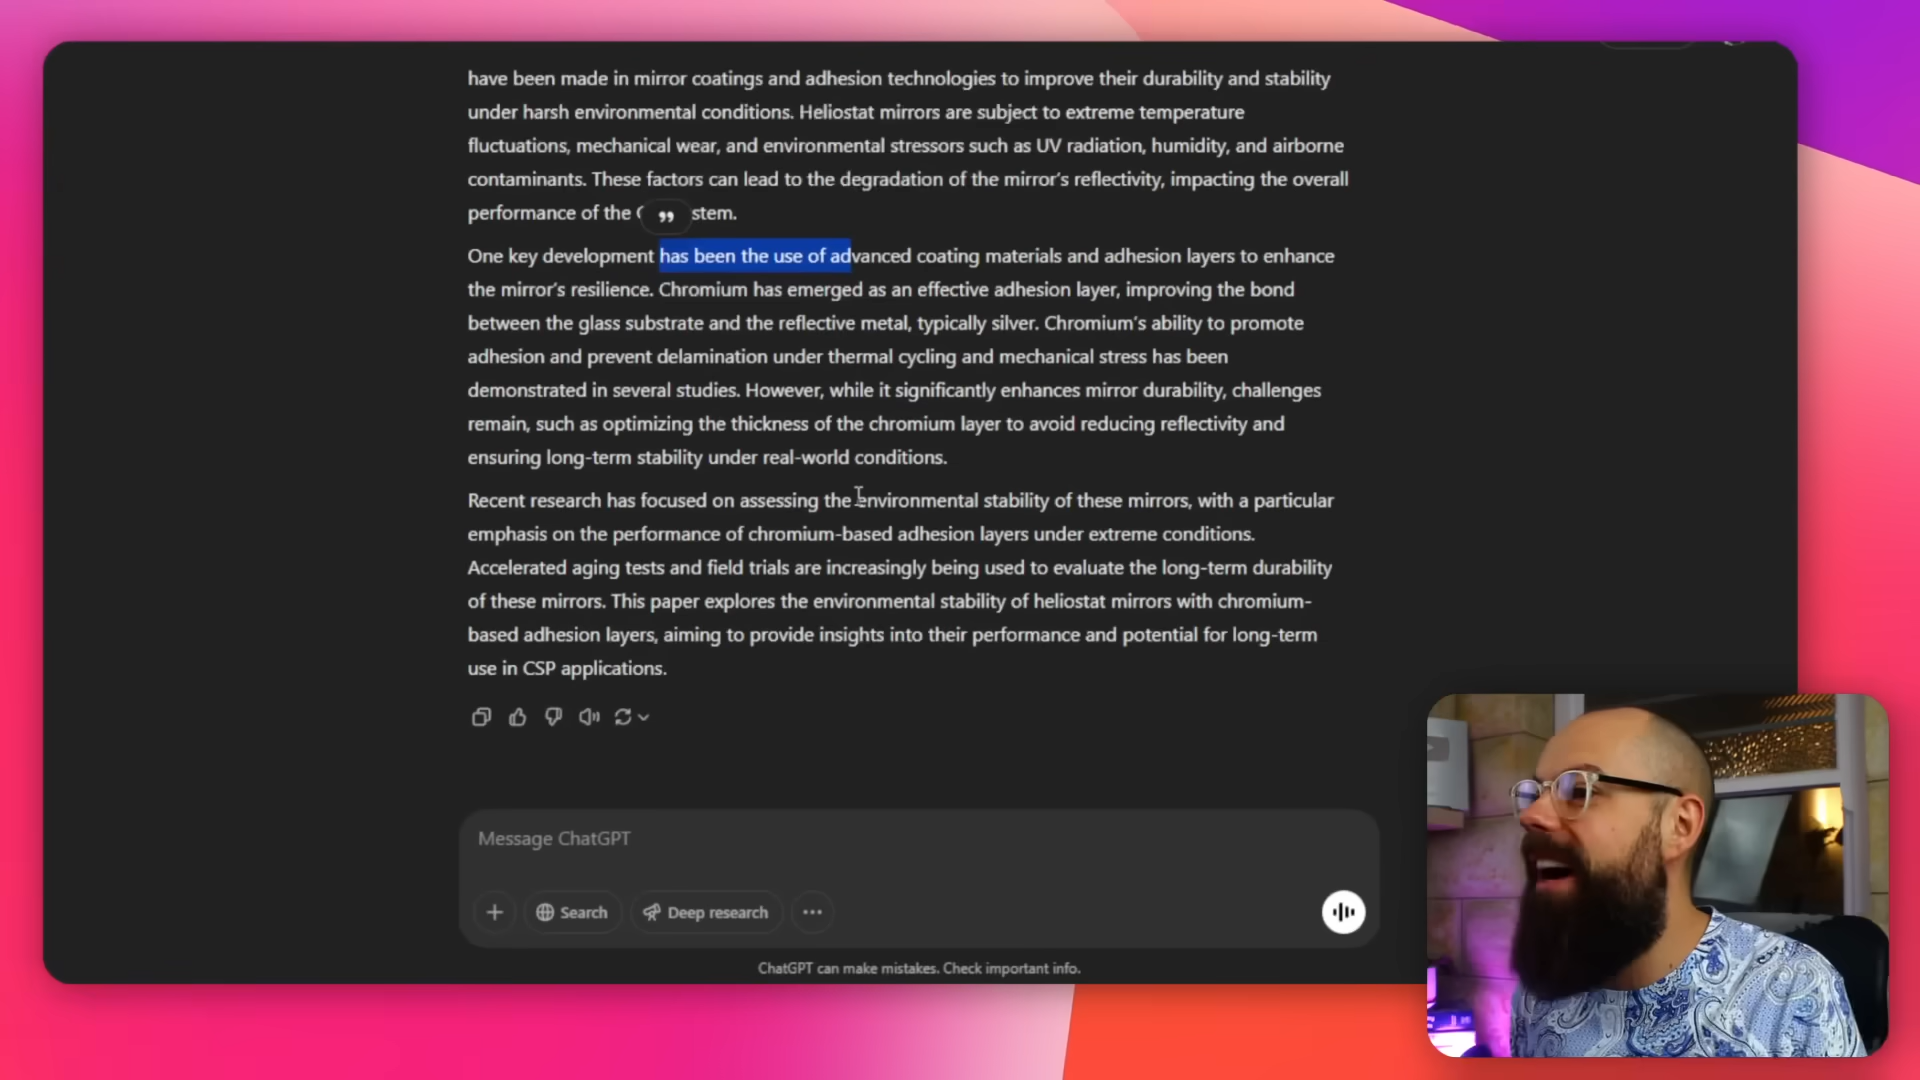 have been made in mirror coatings and adhesion technologies to improve their durability and stability
under harsh environmental conditions. Heliostat mirrors are subject to extreme temperature
fluctuations, mechanical wear, and environmental stressors such as UV radiation, humidity, and airborne
contaminants. These factors can lead to the degradation of the mirror's reflectivity, impacting the overall
performance of the stem.
One key development has been the use of advanced coating materials and adhesion layers to enhance
the mirror's resilience. Chromium has emerged as an effective adhesion layer, improving the bond
between the glass substrate and the reflective metal, typically silver. Chromium's ability to promote
adhesion and prevent delamination under thermal cycling and mechanical stress has been
demonstrated in several studies. However, while it significantly enhances mirror durability, challenges
remain, such as optimizing the thickness of the chromium layer to avoid reducing reflectivity and
ensuring long-term stability under real-world conditions.
Recent research has focused on assessing the environmental stability of these mirrors, with a particular
emphasis on the performance of chromium-based adhesion layers under extreme conditions.
Accelerated aging tests and field trials are increasingly being used to evaluate the long-term durability
of these mirrors. This paper explores the environmental stability of heliostat mirrors with chromium-
based adhesion layers, aiming to provide insights into their performance and potential for long-term
use in CSP applications.
Message ChatGPT
Search
Deep research
ChatGPT can make mistakes. Check important info.